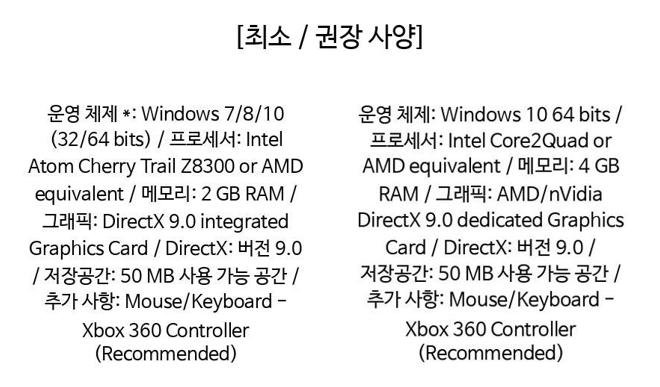 [최소 / 권장 사양]
운영 체제 *: Windows 7/8/10
(32/64 bits) / 프로세서: Intel
Atom Cherry Trail Z8300 or AMD
equivalent / 메모리: 2 GB RAM /
그래픽: DirectX 9.0 integrated
Graphics Card / DirectX: 버전 9.0
/ 저장공간: 50 MB 사용 가능 공간 /
추가 사항: Mouse/Keyboard –
Xbox 360 Controller
(Recommended)
운영 체제: Windows 10 64 bits /
프로세서: Intel Core2Quad or
AMD equivalent / 메모리: 4 GB
RAM / 그래픽: AMD/nVidia
DirectX 9.0 dedicated Graphics
Card / DirectX: 버전 9.0 /
저장공간: 50 MB 사용 가능 공간 /
추가 사항: Mouse/Keyboard –
Xbox 360 Controller
(Recommended)